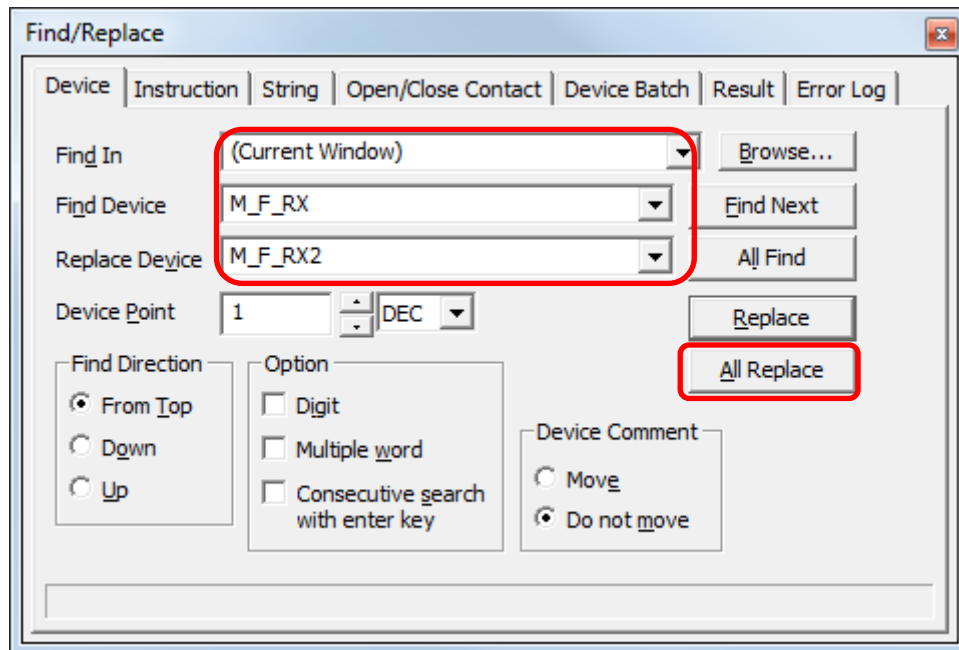 Find/Replace
Device Instruction String Open/Close Contact Device Batch Result Error Log
Find In (Current Window) Browse...
Find Device M_F_RX Find Next
Replace Device M_F_RX2 All Find
Device Point 1 DEC Replace
All Replace
Find Direction
From Top
Down
Up
Option
Digit
Multiple word
Consecutive search
with enter key
Device Comment
Move
Do not move